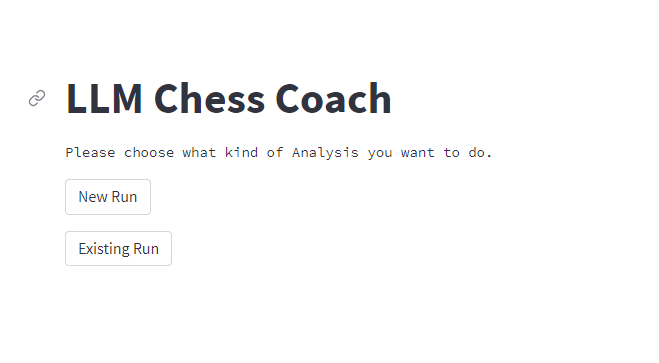 LLM Chess Coach
Please choose what kind of Analysis you want to do.
New Run
Existing Run